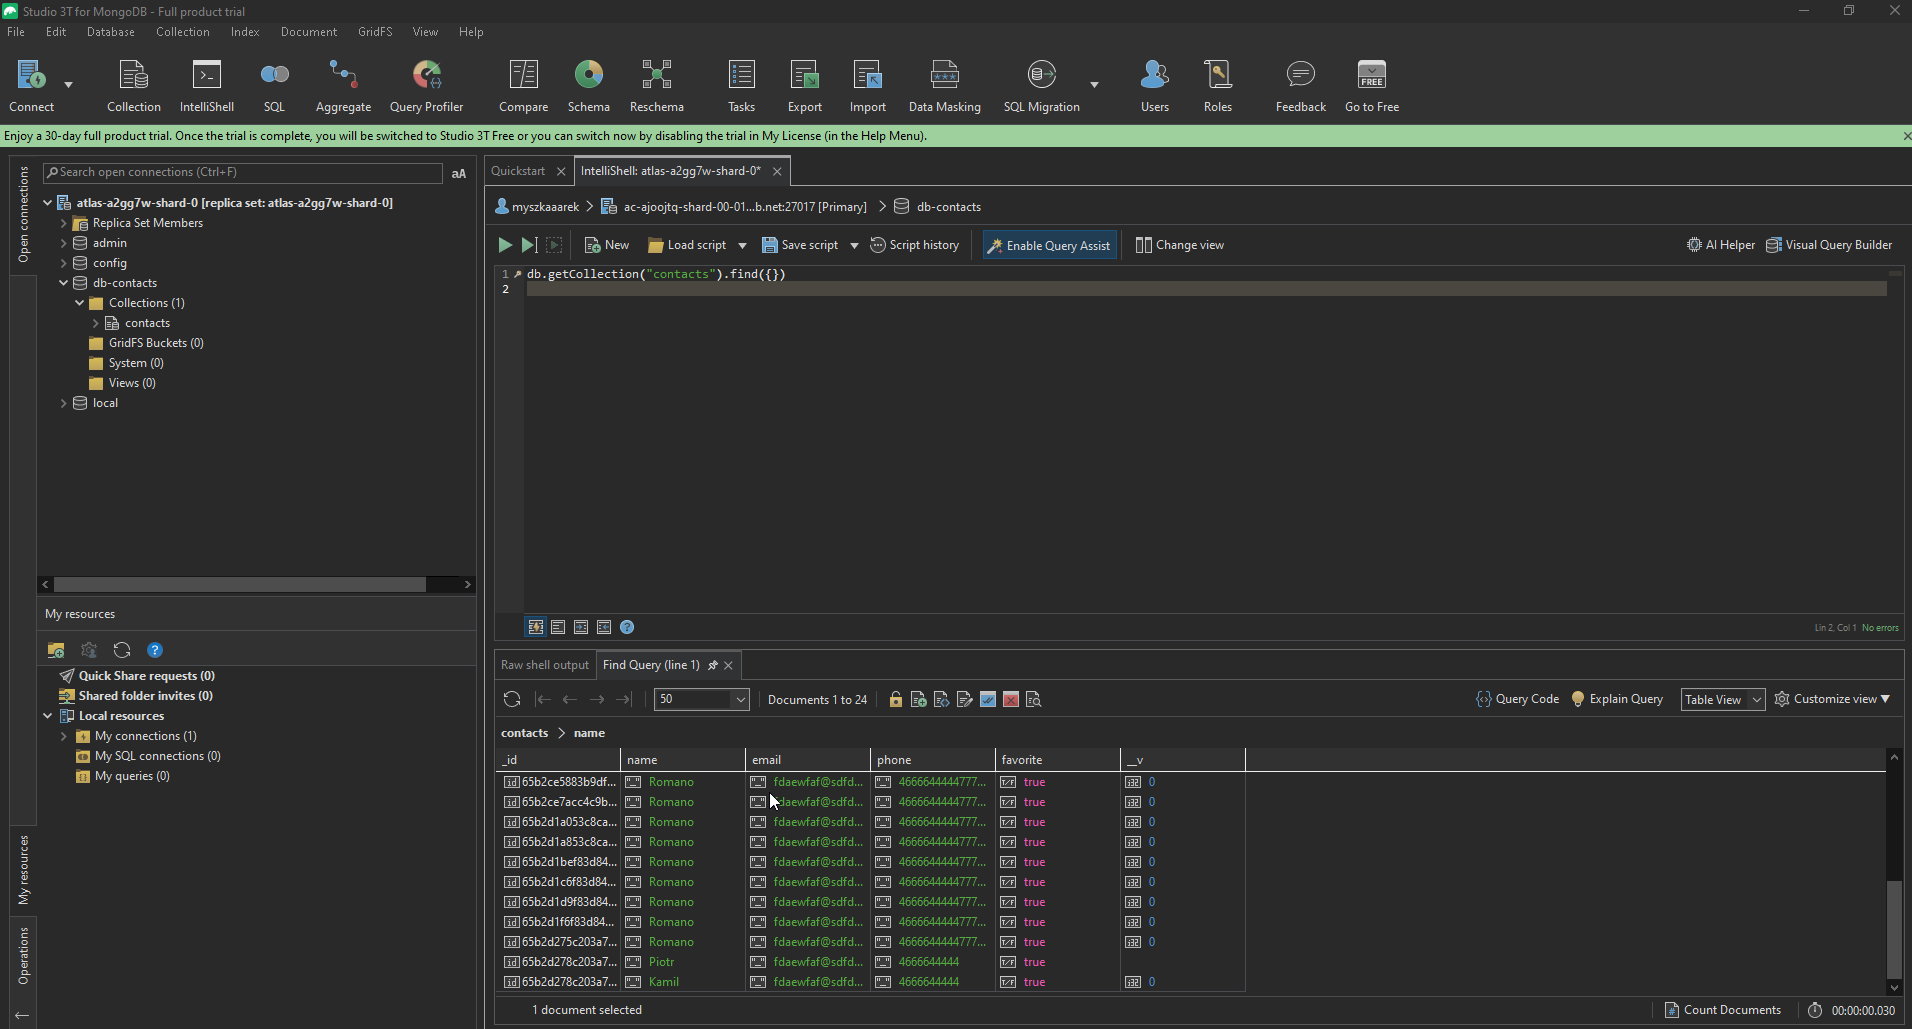 Studio 3T for MongoDB - Full product trial
File Edit Database Collection Index Document GridFS View Help
Connect Collection IntelliShell SQL Aggregate Query Profiler Compare Schema Reschema Tasks Export Import Data Masking SQL Migration Users Roles Feedback FREE Go to Free
Enjoy a 30-day full product trial. Once the trial is complete, you will be switched to Studio 3T Free or you can switch now by disabling the trial in My License (in the Help Menu).
Open connections
Search open connections (Ctrl+F) aA
atlas-a2gg7w-shard-0 [replica set: atlas-a2gg7w-shard-0]
Replica Set Members
admin
config
db-contacts
Collections (1)
contacts
GridFS Buckets (0)
System (0)
Views (0)
local
My resources
My resources
Quick Share requests (0)
Shared folder invites (0)
Local resources
My connections (1)
My SQL connections (0)
My queries (0)
Operations
Quickstart IntelliShell: atlas-a2gg7w-shard-0*
myszkaaarek ac-ajoojtq-shard-00-01...b.net:27017 [Primary] db-contacts
New Load script Save script Script history Enable Query Assist Change view AI Helper Visual Query Builder
1 db.getCollection("contacts").find({})
2
Lin 2, Col 1 No errors
Raw shell output Find Query (line 1)
50 Documents 1 to 24 Query Code Explain Query Table View Customize view
contacts > name
_id name email phone favorite __v
65b2ce5883b9df... Romano fdaewfaf@sdfd... 4666644444777... true 0
65b2ce7acc4c9b... Romano fdaewfaf@sdfd... 4666644444777... true 0
65b2d1a053c8ca... Romano fdaewfaf@sdfd... 4666644444777... true 0
65b2d1a853c8ca... Romano fdaewfaf@sdfd... 4666644444777... true 0
65b2d1bef83d84... Romano fdaewfaf@sdfd... 4666644444777... true 0
65b2d1c6f83d84... Romano fdaewfaf@sdfd... 4666644444777... true 0
65b2d1d9f83d84... Romano fdaewfaf@sdfd... 4666644444777... true 0
65b2d1f6f83d84... Romano fdaewfaf@sdfd... 4666644444777... true 0
65b2d275c203a7... Romano fdaewfaf@sdfd... 4666644444777... true 0
65b2d278c203a7... Piotr fdaewfaf@sdfd... 4666644444 true
65b2d278c203a7... Kamil fdaewfaf@sdfd... 4666644444 true 0
1 document selected Count Documents 00:00:00.030